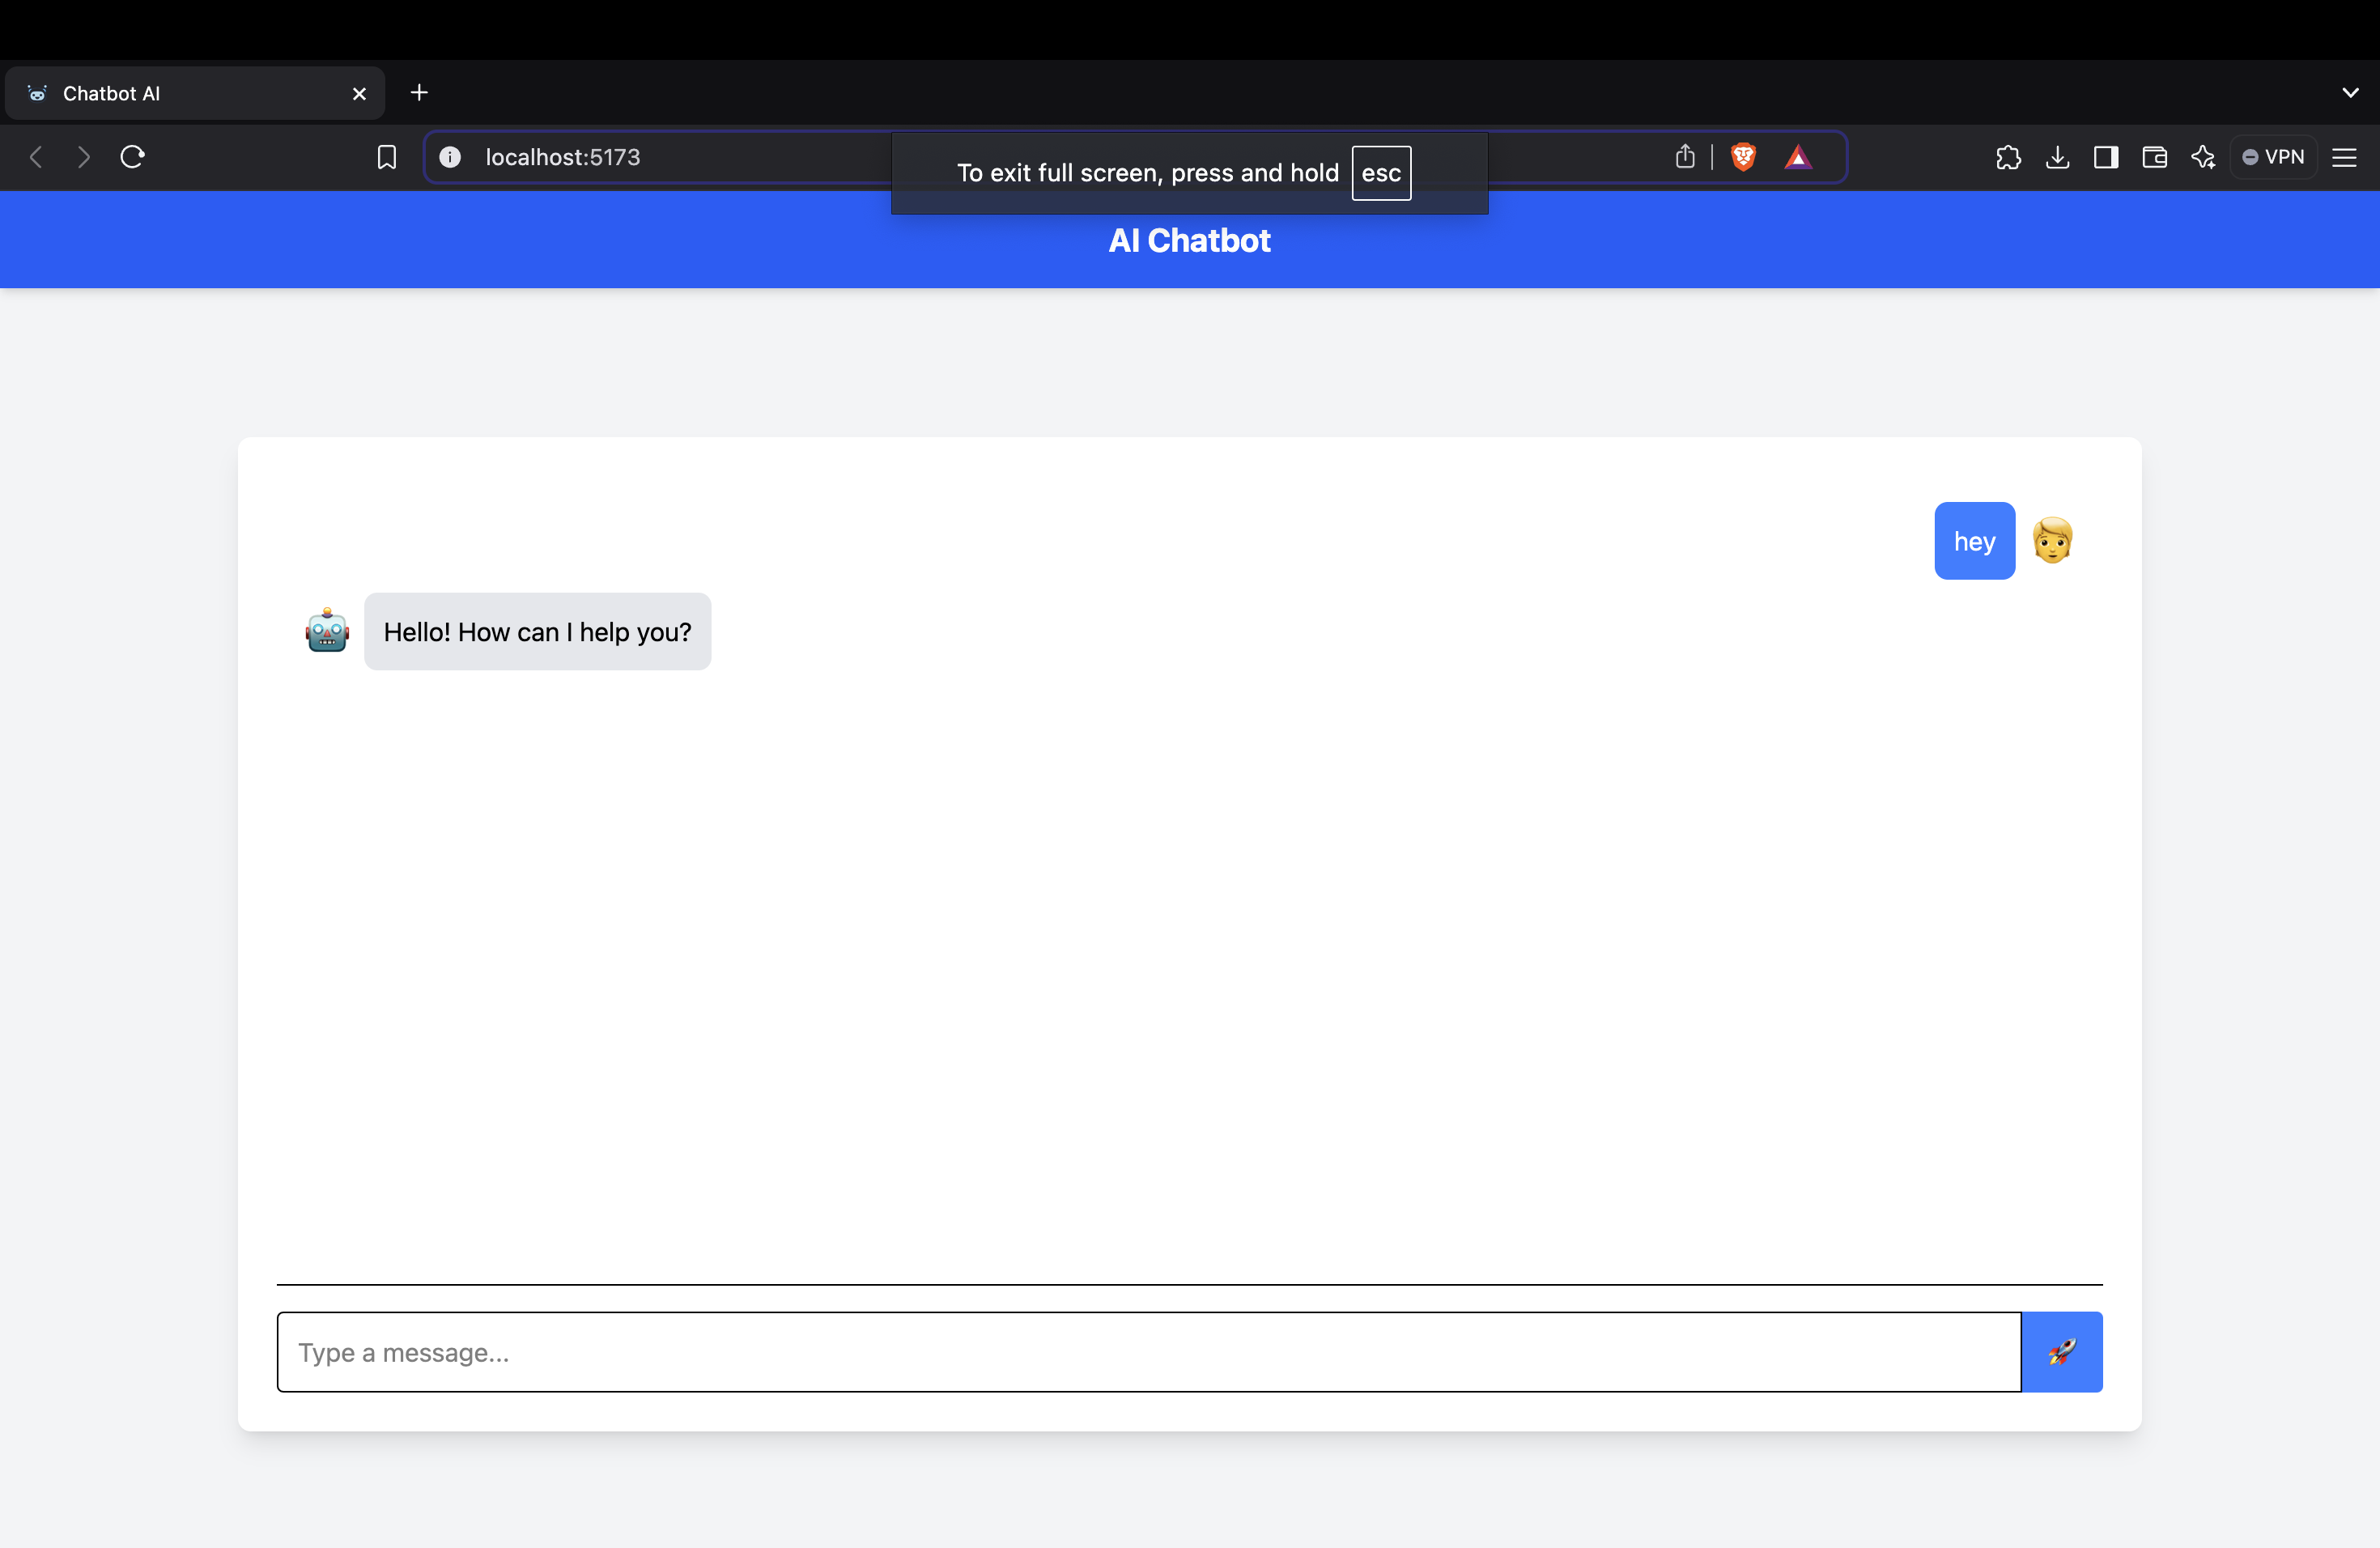 Chatbot AI
localhost:5173
To exit full screen, press and hold esc
VPN
AI Chatbot
hey
Hello! How can I help you?
Type a message...